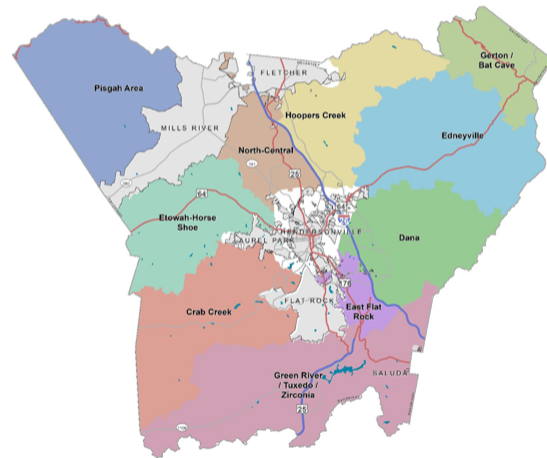 Gerton /
Bat Cave
FLETCHER
Pisgah Area
Hoopers Creek
MILLS RIVER
Edneyville
North-Central
25
64
Etowah-Horse
Shoe
HENDERSONVILLE
LAUREL PARK
Dana
176
FLAT ROCK
East Flat
Rock
Crab Creek
Green River
/ Tuxedo /
Zirconia
SALUDA
25